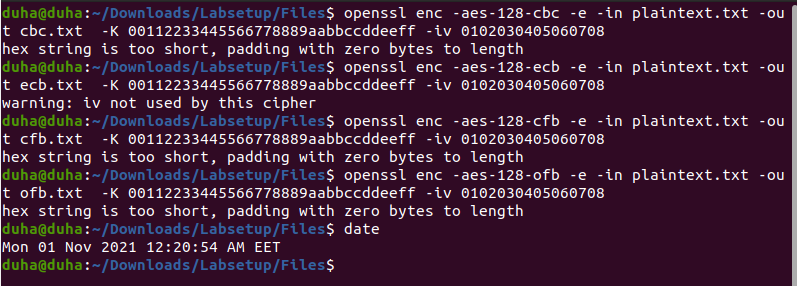 duha@duha:~/Downloads/Labsetup/Files$ openssl enc -aes-128-cbc -e -in plaintext.txt -ou
t cbc.txt  -K 00112233445566778889aabbccddeeff -iv 0102030405060708
hex string is too short, padding with zero bytes to length
duha@duha:~/Downloads/Labsetup/Files$ openssl enc -aes-128-ecb -e -in plaintext.txt -ou
t ecb.txt  -K 00112233445566778889aabbccddeeff -iv 0102030405060708
warning: iv not used by this cipher
duha@duha:~/Downloads/Labsetup/Files$ openssl enc -aes-128-cfb -e -in plaintext.txt -ou
t cfb.txt  -K 00112233445566778889aabbccddeeff -iv 0102030405060708
hex string is too short, padding with zero bytes to length
duha@duha:~/Downloads/Labsetup/Files$ openssl enc -aes-128-ofb -e -in plaintext.txt -ou
t ofb.txt  -K 00112233445566778889aabbccddeeff -iv 0102030405060708
hex string is too short, padding with zero bytes to length
duha@duha:~/Downloads/Labsetup/Files$ date
Mon 01 Nov 2021 12:20:54 AM EET
duha@duha:~/Downloads/Labsetup/Files$